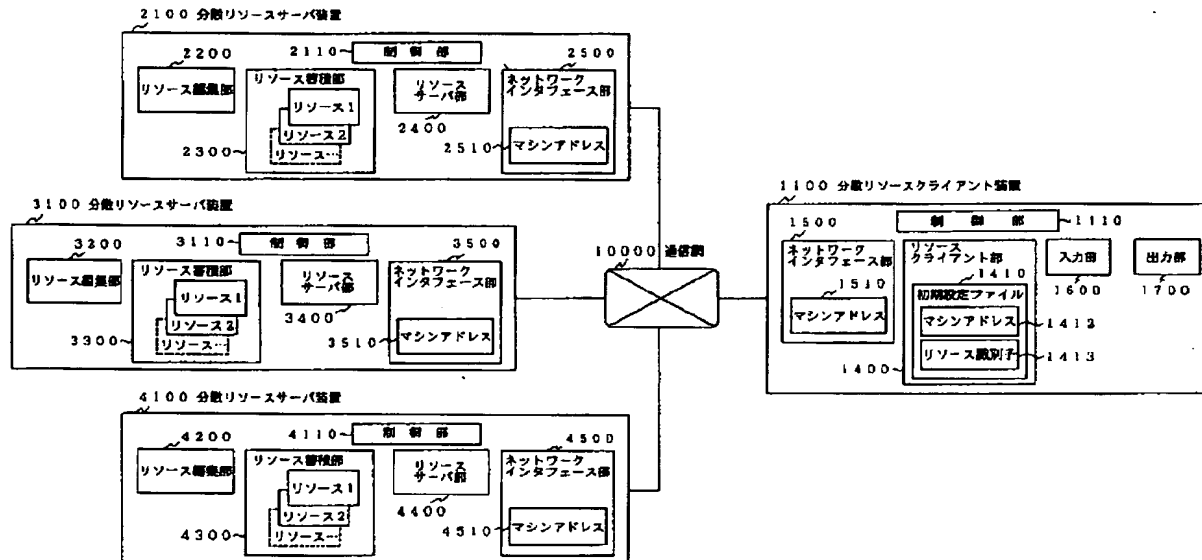 2100 分散リソースサーバ装置
2110
制御部
2200
リソース編集部
リソース蓄積部
リソース1
リソース2
リソース…
2300
リソース
サーバ部
2400
2500
ネットワーク
インタフェース部
2510
マシンアドレス
3100 分散リソースサーバ装置
3110
制御部
3200
リソース編集部
リソース蓄積部
リソース1
リソース2
リソース…
3300
リソース
サーバ部
3400
3500
ネットワーク
インタフェース部
3510
マシンアドレス
4100 分散リソースサーバ装置
4110
制御部
4200
リソース編集部
リソース蓄積部
リソース1
リソース2
リソース…
4300
リソース
サーバ部
4400
4500
ネットワーク
インタフェース部
4510
マシンアドレス
10000 通信網
1100 分散リソースクライアント装置
制御部
1110
1500
ネットワーク
インタフェース部
1510
マシンアドレス
リソース
クライアント部
1410
初期設定ファイル
マシンアドレス
1412
リソース識別子
1413
1400
入力部
1600
出力部
1700